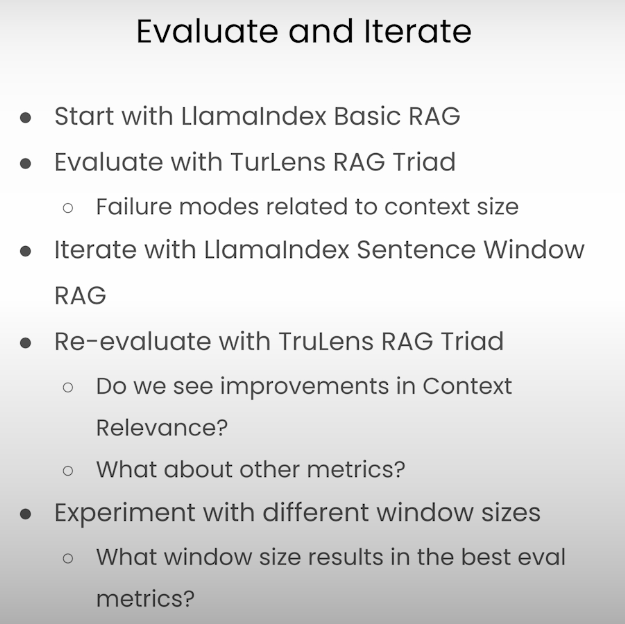 Evaluate and Iterate
● Start with LlamaIndex Basic RAG
● Evaluate with TurLens RAG Triad
○ Failure modes related to context size
● Iterate with LlamaIndex Sentence Window
RAG
● Re-evaluate with TruLens RAG Triad
○ Do we see improvements in Context
Relevance?
○ What about other metrics?
● Experiment with different window sizes
○ What window size results in the best eval
metrics?